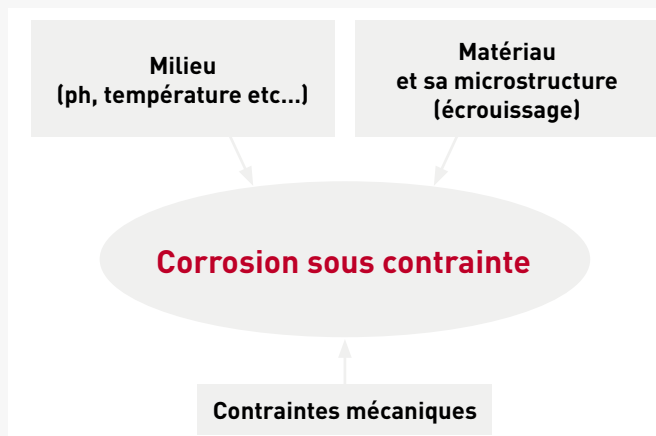 Milieu
(ph, température etc...)
Matériau
et sa microstructure
(écrouissage)
Corrosion sous contrainte
Contraintes mécaniques